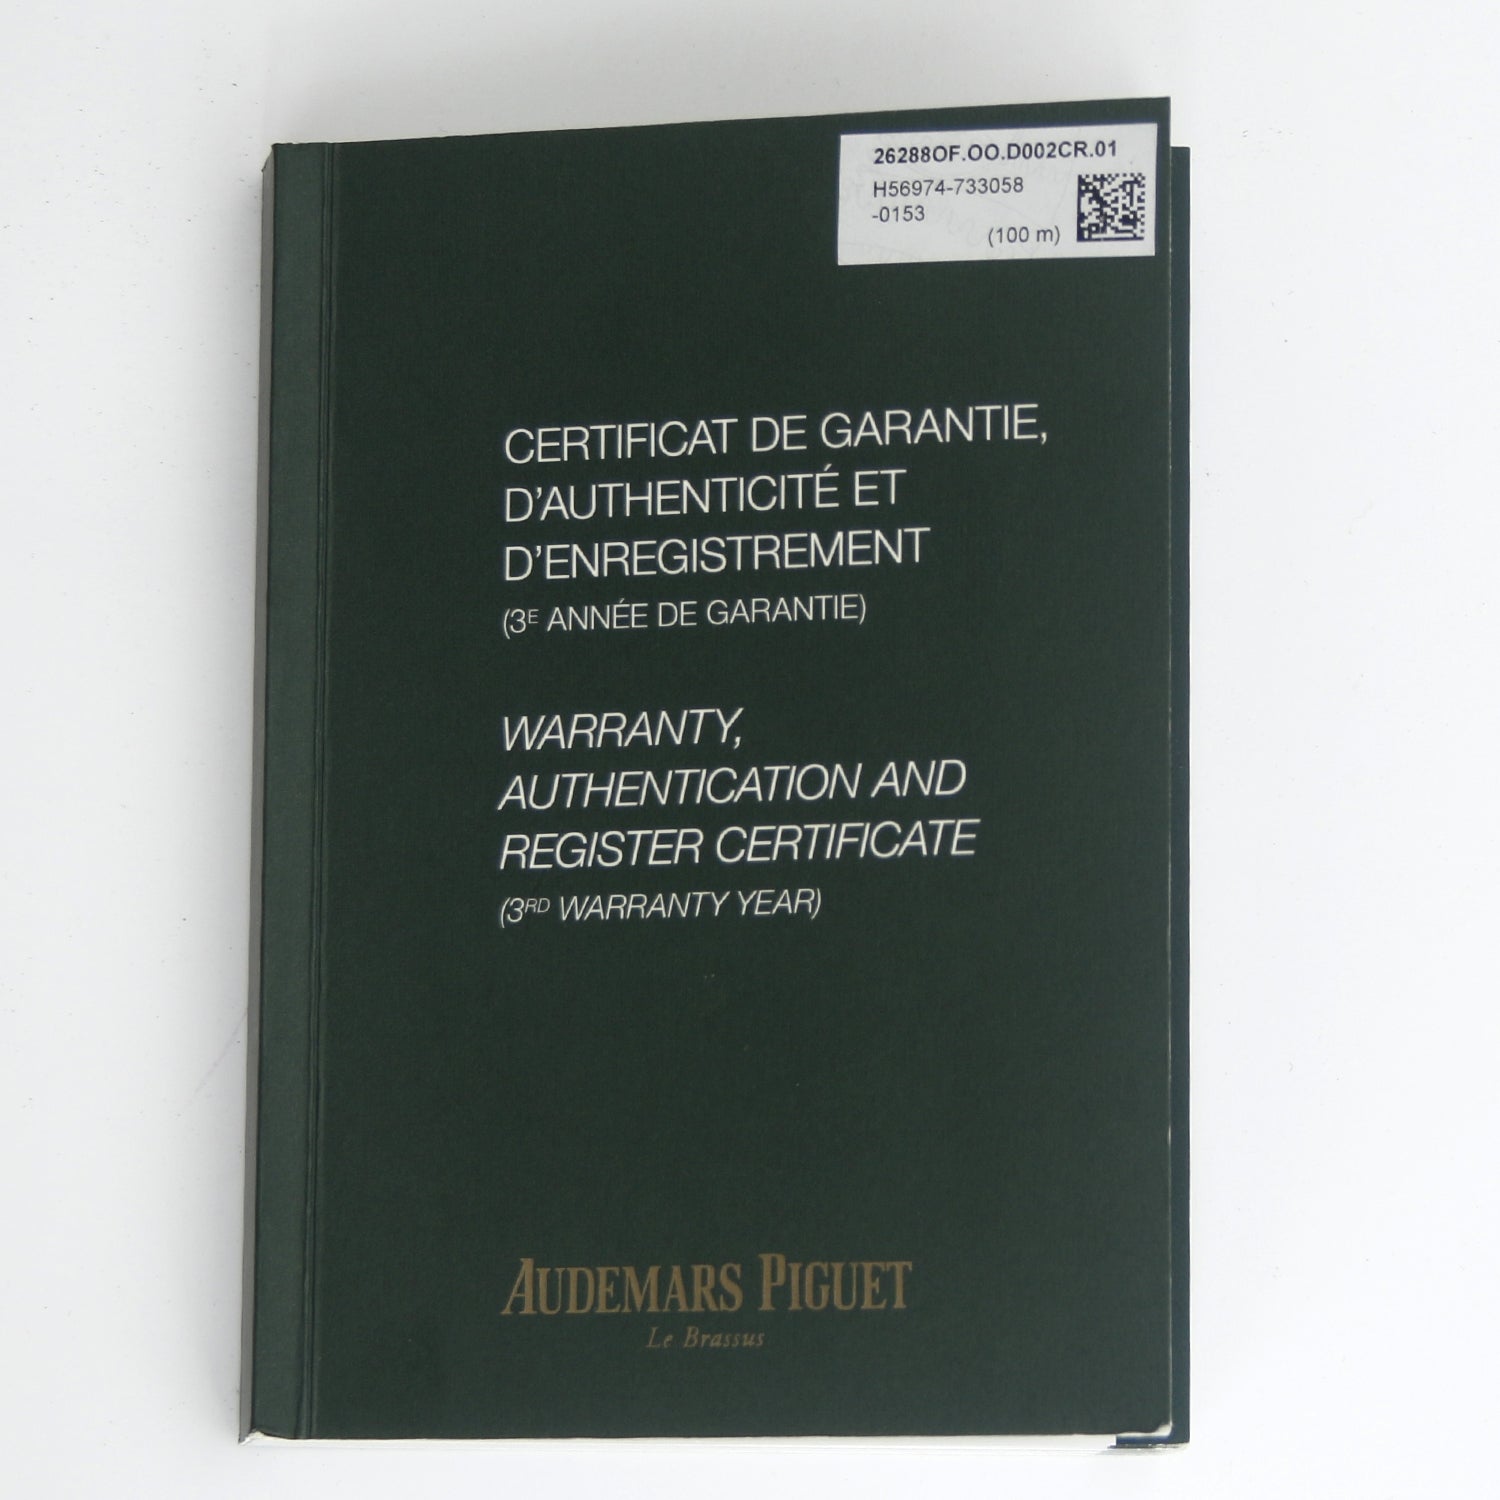 26288OF.OO.D002CR.01
H56974-733058
-0153
(100 m)
CERTIFICAT DE GARANTIE,
D'AUTHENTICITÉ ET
D'ENREGISTREMENT
(3E ANNÉE DE GARANTIE)
WARRANTY,
AUTHENTICATION AND
REGISTER CERTIFICATE
(3RD WARRANTY YEAR)
AUDEMARS PIGUET
Le Brassus